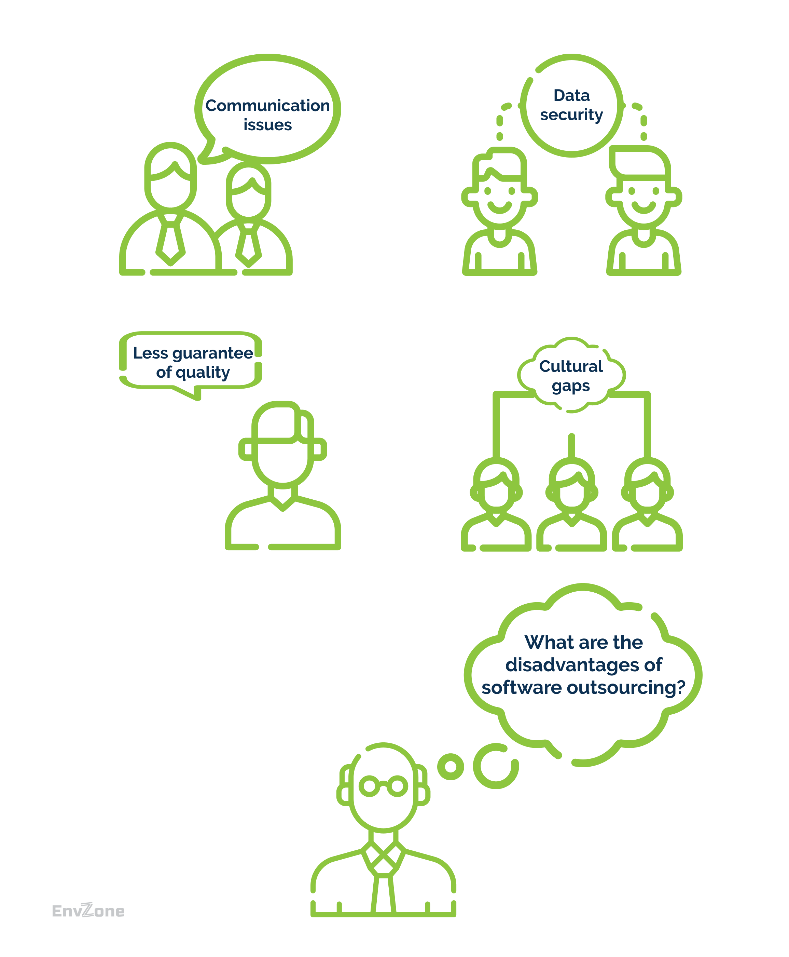 Communication
issues
Data
security
Less guarantee
of quality
Cultural
gaps
What are the
disadvantages of
software outsourcing?
EnvZone